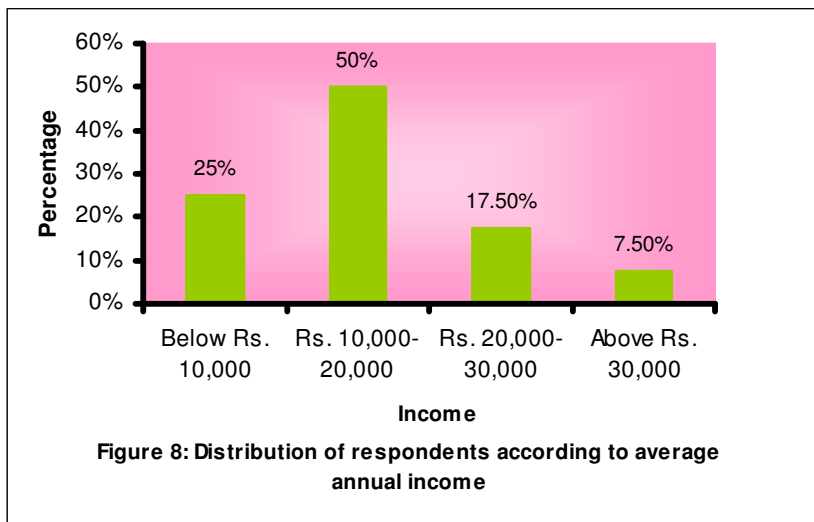 60%
50%
40%
30%
20%
10%
0%
Percentage
25%
50%
17.50%
7.50%
Below Rs.
10,000
Rs. 10,000-
20,000
Rs. 20,000-
30,000
Above Rs.
30,000
Income
Figure 8: Distribution of respondents according to average
annual income